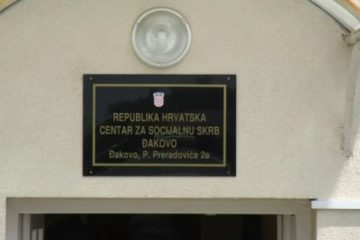 REPUBLIKA HRVATSKA
CENTAR ZA SOCIJALNU SKRB
ĐAKOVO
Đakovo, P. Preradovića 2a